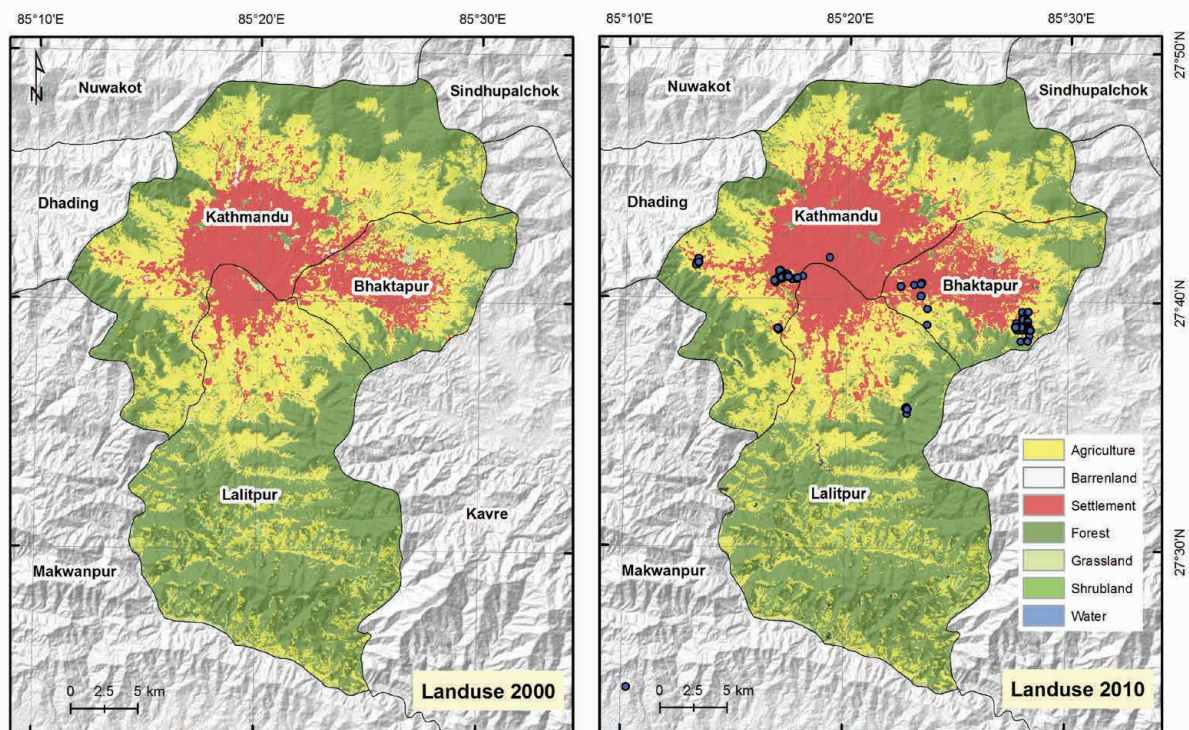 85°10'E
85°20'E
85°30'E
N
Nuwakot
Sindhupalchok
Dhading
Kathmandu
Bhaktapur
Lalitpur
Kavre
Makwanpur
0 2.5 5 km
Landuse 2000
85°10'E
85°20'E
85°30'E
27°50'N
27°40'N
27°30'N
Nuwakot
Sindhupalchok
Dhading
Kathmandu
Bhaktapur
Lalitpur
Makwanpur
Agriculture
Barrenland
Settlement
Forest
Grassland
Shrubland
Water
0 2.5 5 km
Landuse 2010